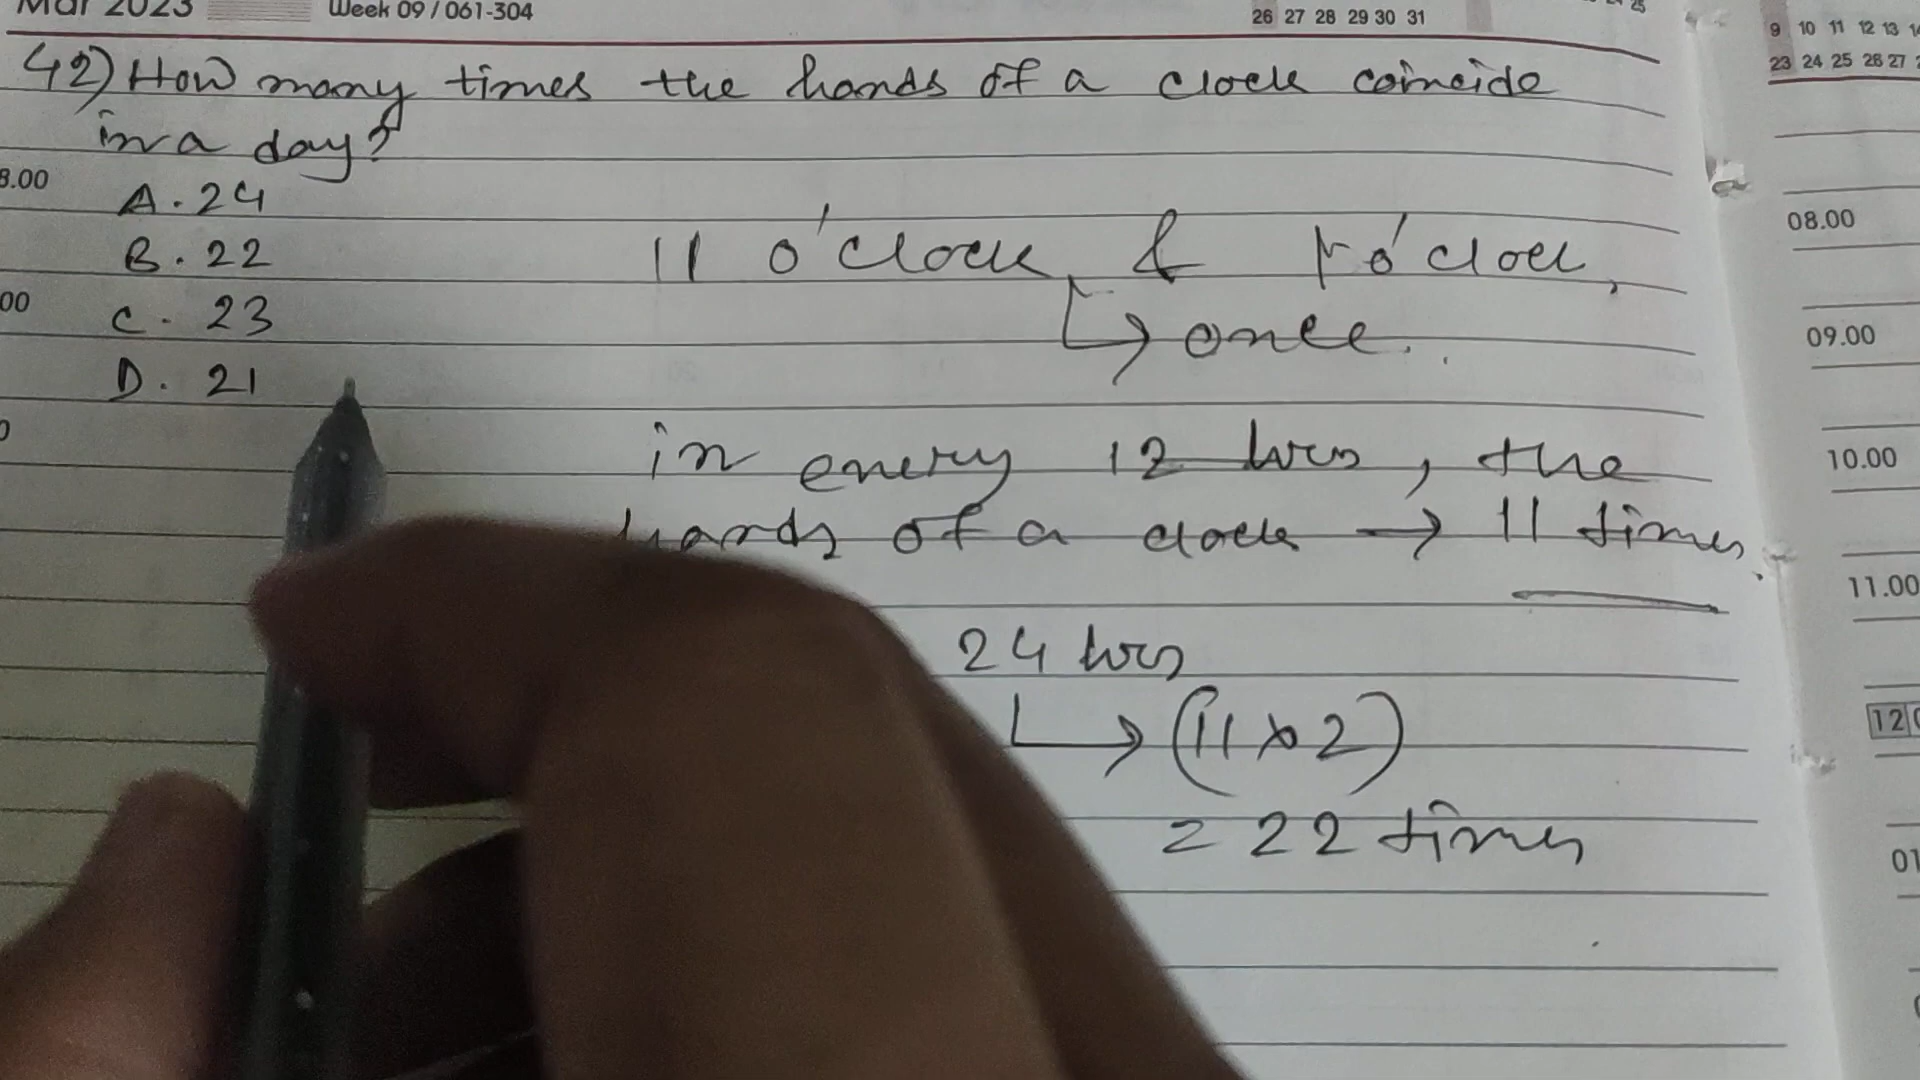 Mar 2023
Week 09 / 061-304
26 27 28 29 30 31
25
9 10 11 12 13
23 24 25 26 27
42) How many times the hands of a clock coincide
in a day?
A. 24
B. 22
C. 23
D. 21
11 o'clock & 1 o'clock,
once.
in every 12 hrs, the
hands of a clock → 11 times.
24 hrs
(11x2)
= 22 times
8.00
00
08.00
09.00
10.00
11.00
12
01